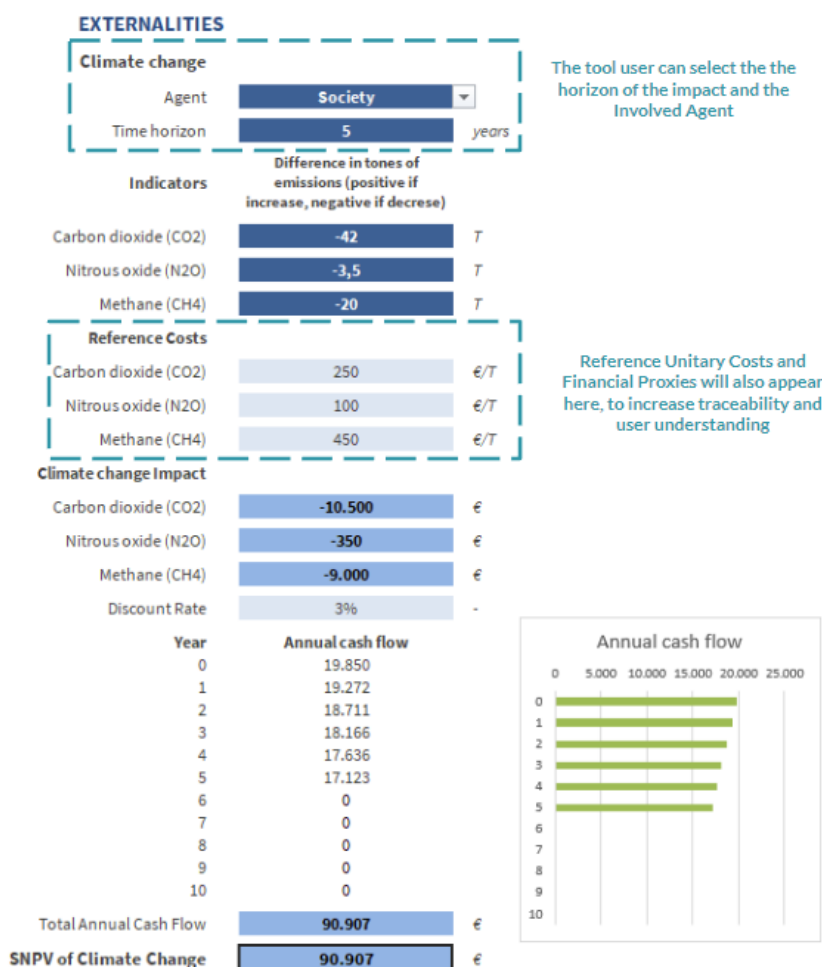 EXTERNALITIES
Climate change
Agent Society
Time horizon 5 years
The tool user can select the the
horizon of the impact and the
Involved Agent
Indicators
Difference in tones of
emissions (positive if
increase, negative if decrese)
Carbon dioxide (CO2) -42 T
Nitrous oxide (N2O) -3,5 T
Methane (CH4) -20 T
Reference Costs
Carbon dioxide (CO2) 250 €/T
Nitrous oxide (N2O) 100 €/T
Methane (CH4) 450 €/T
Reference Unitary Costs and
Financial Proxies will also appear
here, to increase traceability and
user understanding
Climate change Impact
Carbon dioxide (CO2) -10.500 €
Nitrous oxide (N2O) -350 €
Methane (CH4) -9.000 €
Discount Rate 3% -
Year Annual cash flow
0 19.850
1 19.272
2 18.711
3 18.166
4 17.636
5 17.123
6 0
7 0
8 0
9 0
10 0
Total Annual Cash Flow 90.907 €
SNPV of Climate Change 90.907 €
Annual cash flow
0 5.000 10.000 15.000 20.000 25.000
0
1
2
3
4
5
6
7
8
9
10